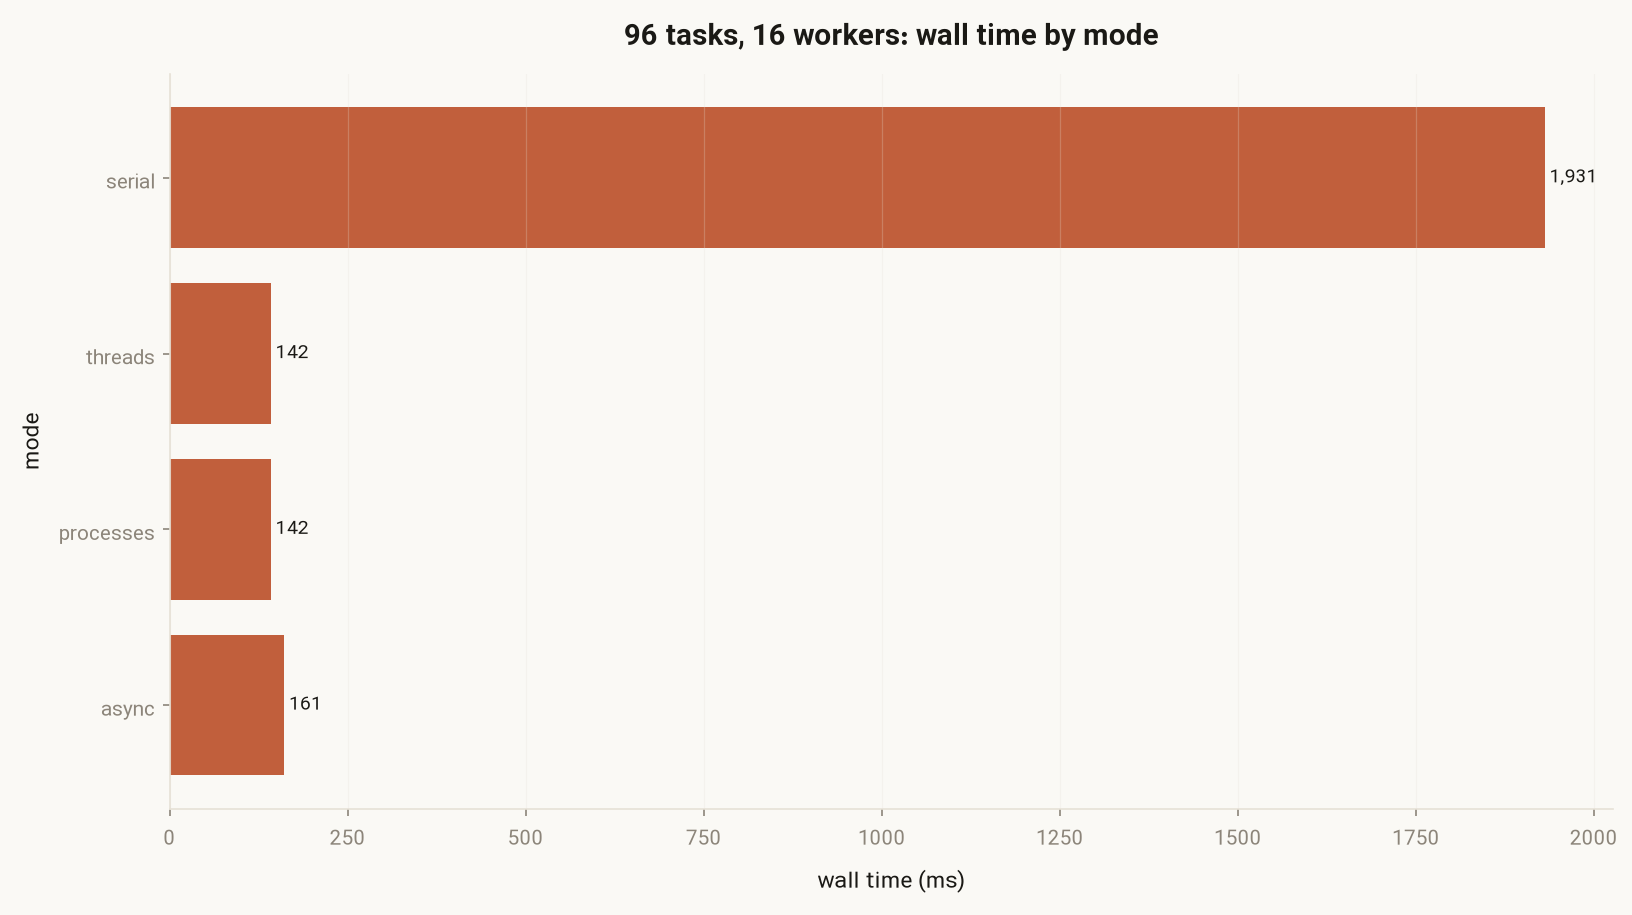 96 tasks, 16 workers: wall time by mode
serial
1,931
threads
142
processes
142
async
161
mode
0 250 500 750 1000 1250 1500 1750 2000
wall time (ms)